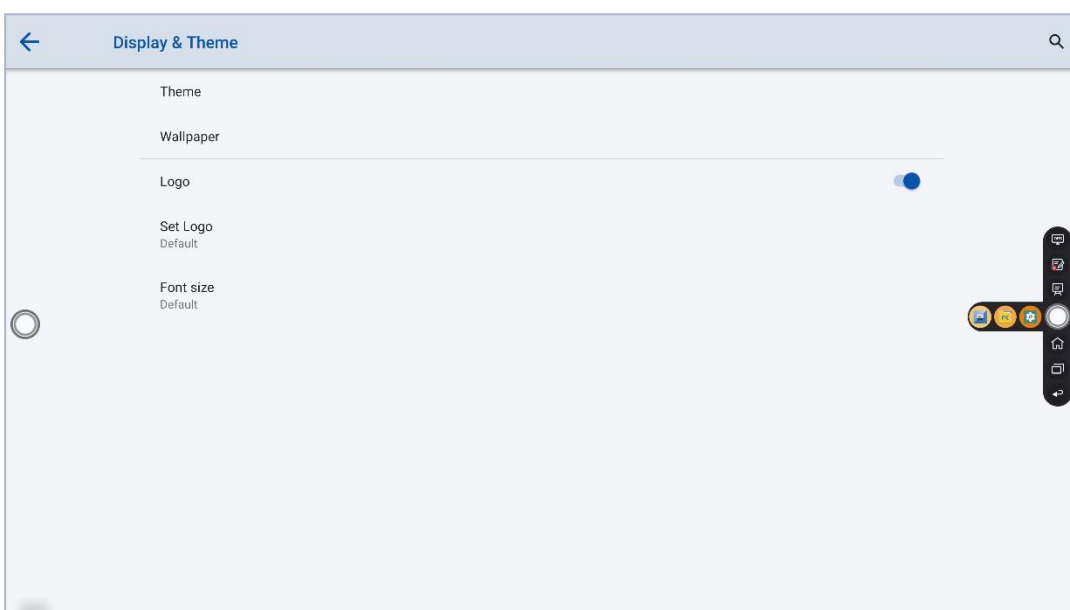 Display & Theme
Theme
Wallpaper
Logo
Set Logo
Default
Font size
Default